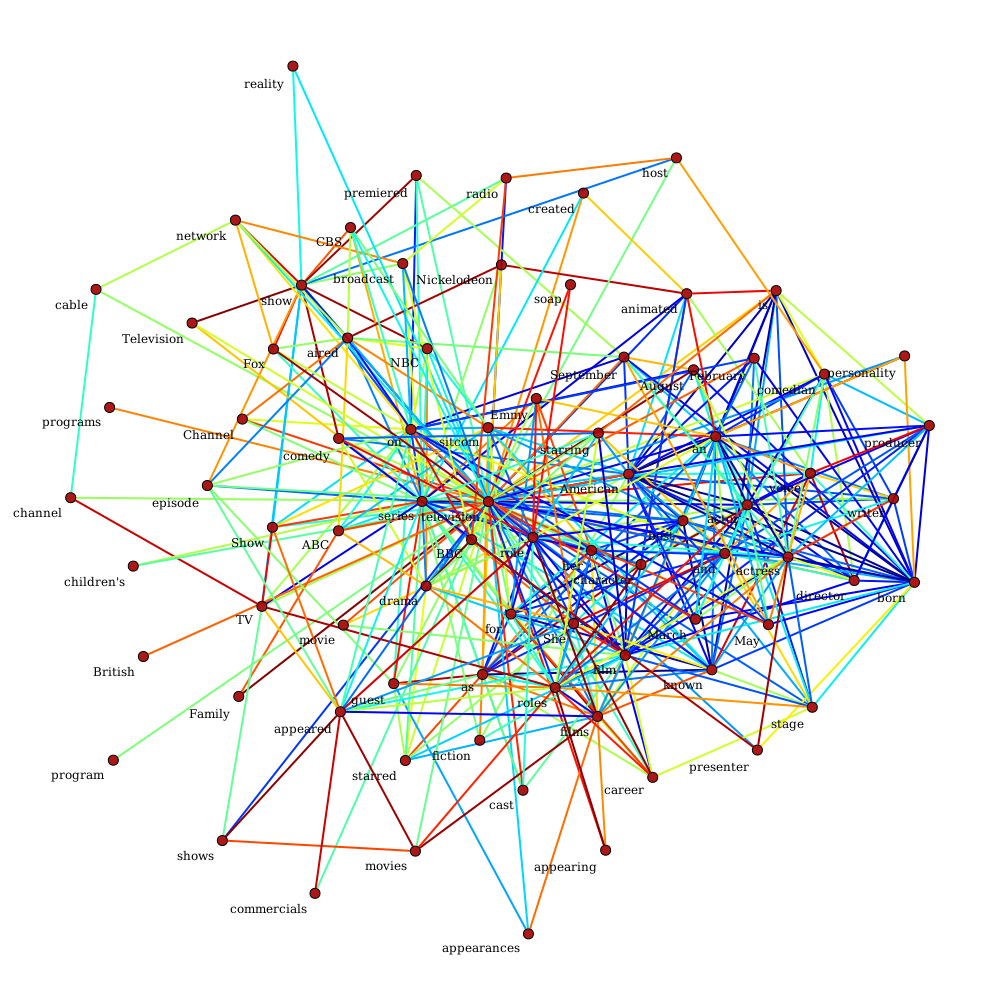 reality
host
premiered
radio
created
network
CBS
broadcast
Nickelodeon
cable
show
soap
animated
is
Television
aired
Fox
NBC
September
August
February
comedian
personality
programs
Channel
comedy
on
sitcom
Emmy
starring
an
producer
channel
episode
series
television
American
voice
actor
writer
Show
ABC
BBC
role
best
her
character
and
actress
children's
drama
director
born
TV
movie
for
She
March
May
British
as
film
known
Family
appeared
guest
roles
films
stage
program
starred
fiction
career
presenter
cast
shows
movies
appearing
commercials
appearances